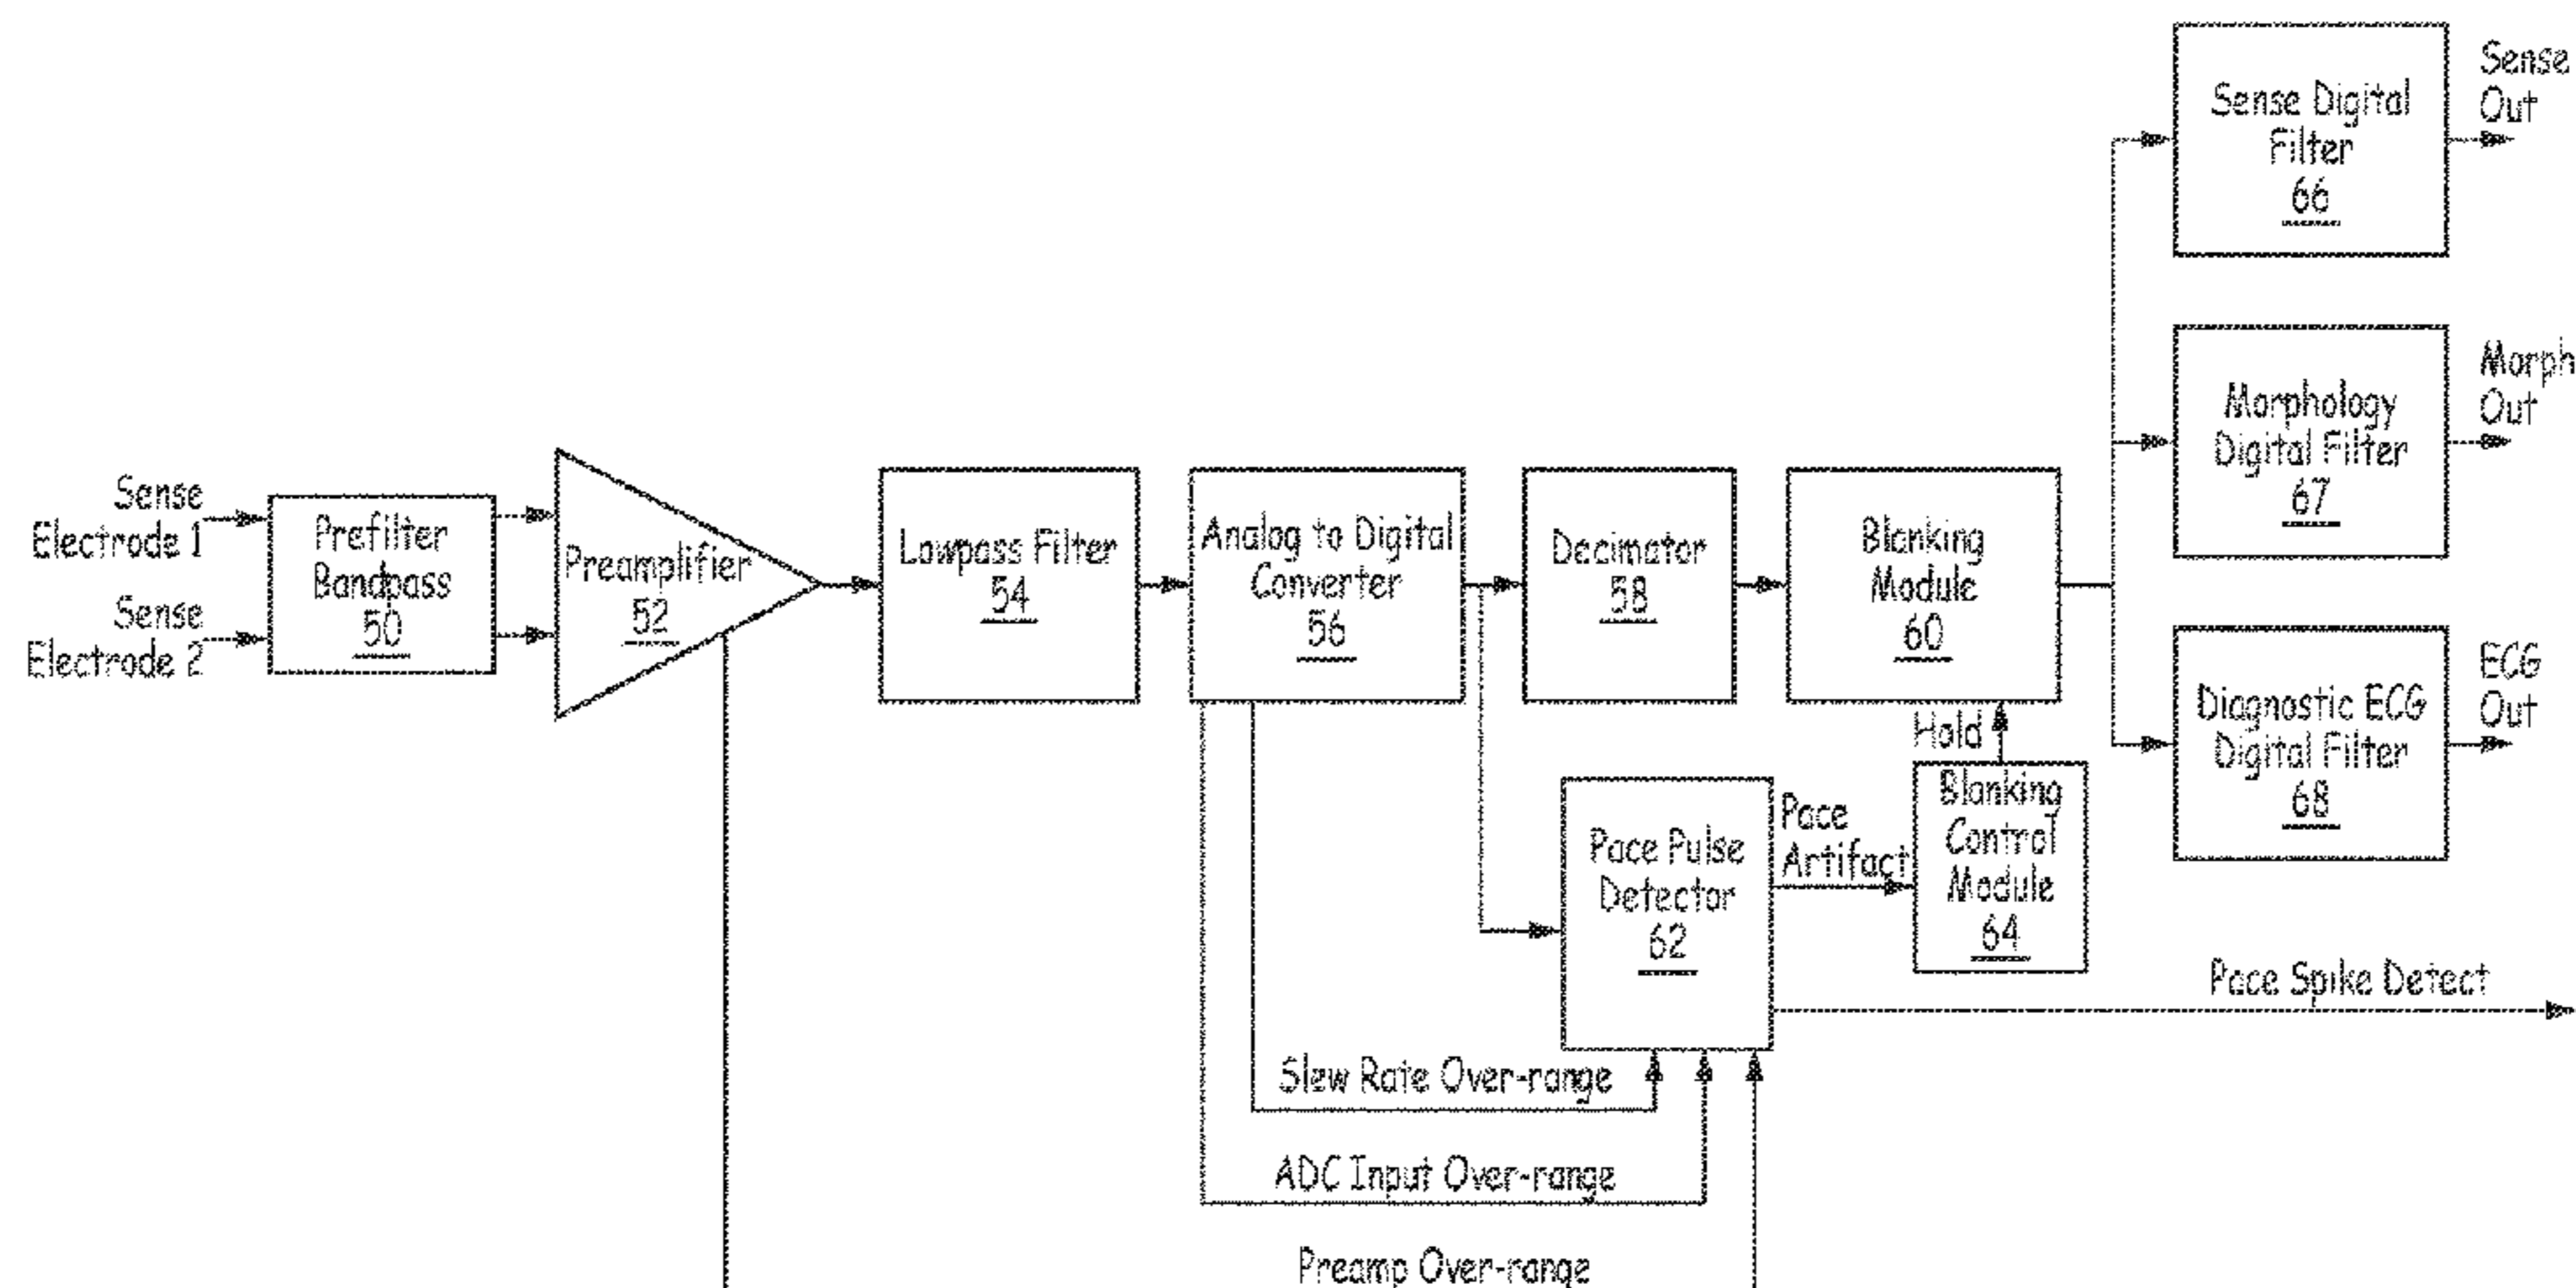 Sense
Electrode 1
Sense
Electrode 2
Prefilter
Bandpass
50
Preamplifier
52
Lowpass Filter
54
Analog to Digital
Converter
56
Decimator
58
Blanking
Module
60
Hold
Pace Pulse
Detector
62
Pace
Artifact
Blanking
Control
Module
64
Sense Digital
Filter
66
Sense
Out
Morphology
Digital Filter
67
Morph
Out
Diagnostic ECG
Digital Filter
68
ECG
Out
Pace Spike Detect
Slew Rate Over-range
ADC Input Over-range
Preamp Over-range